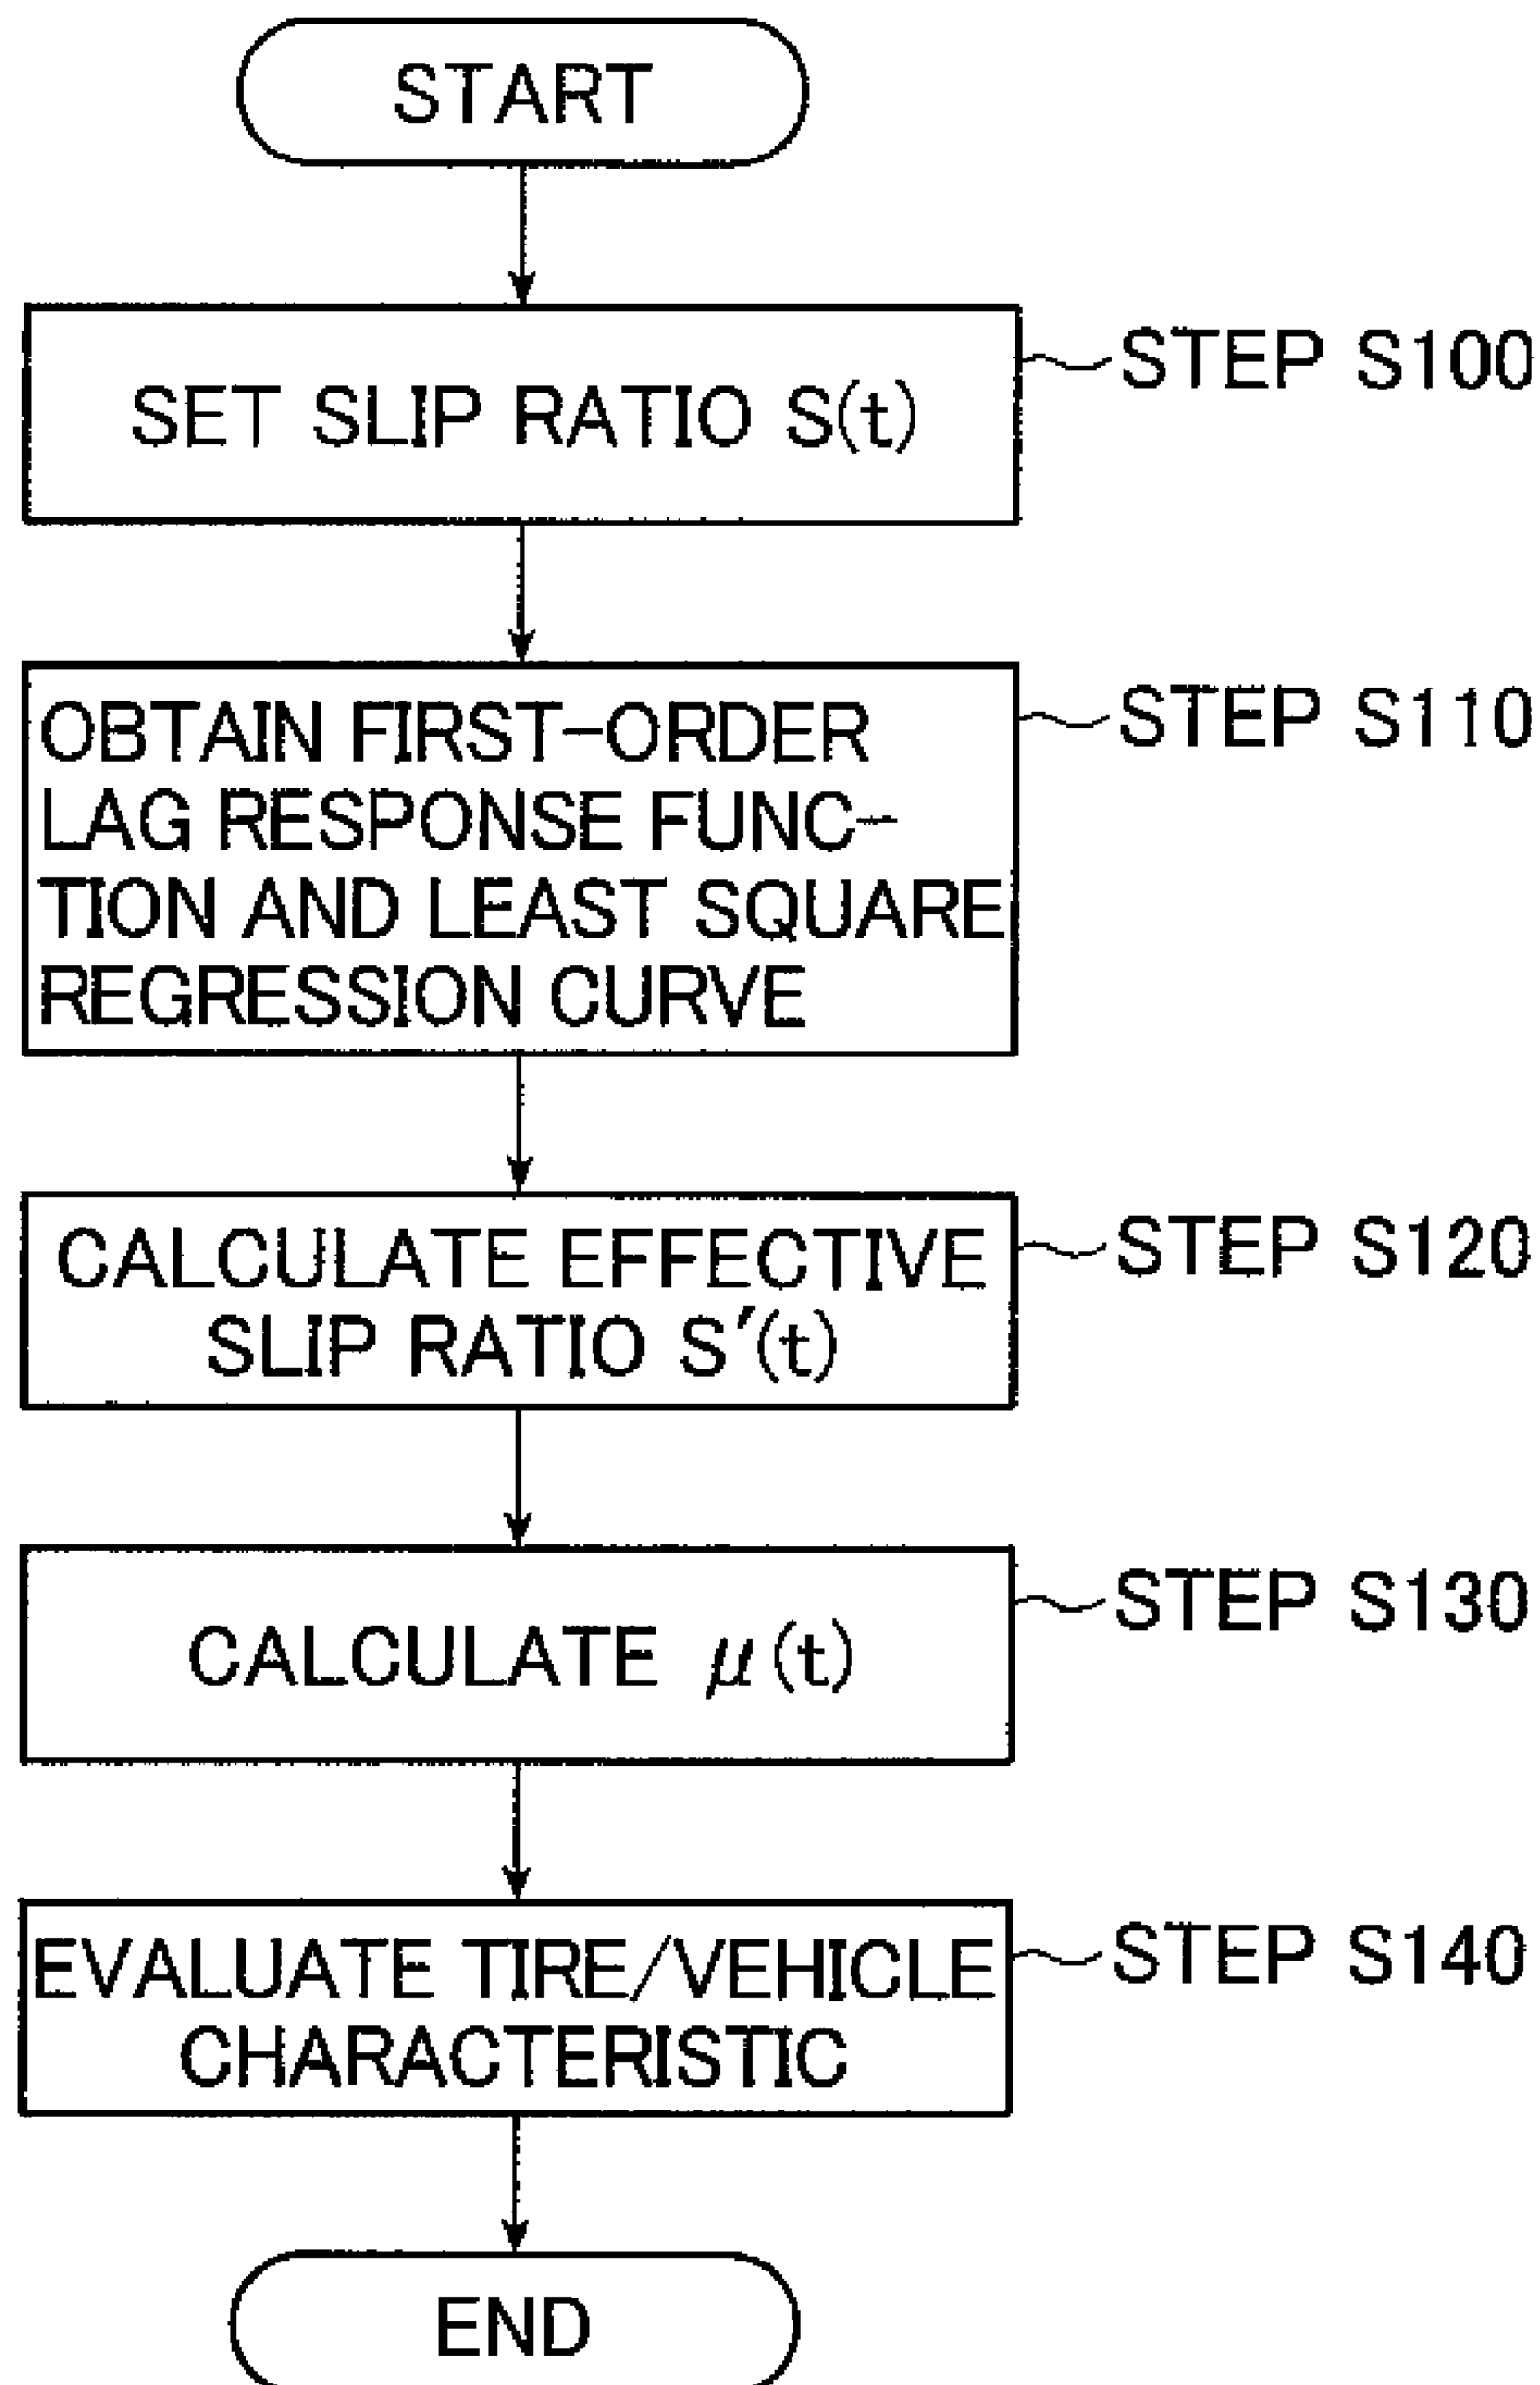 START
SET SLIP RATIO S(t)
STEP S100
OBTAIN FIRST-ORDER
LAG RESPONSE FUNC-
TION AND LEAST SQUARE
REGRESSION CURVE
STEP S110
CALCULATE EFFECTIVE
SLIP RATIO S′(t)
STEP S120
CALCULATE μ(t)
STEP S130
EVALUATE TIRE/VEHICLE
CHARACTERISTIC
STEP S140
END